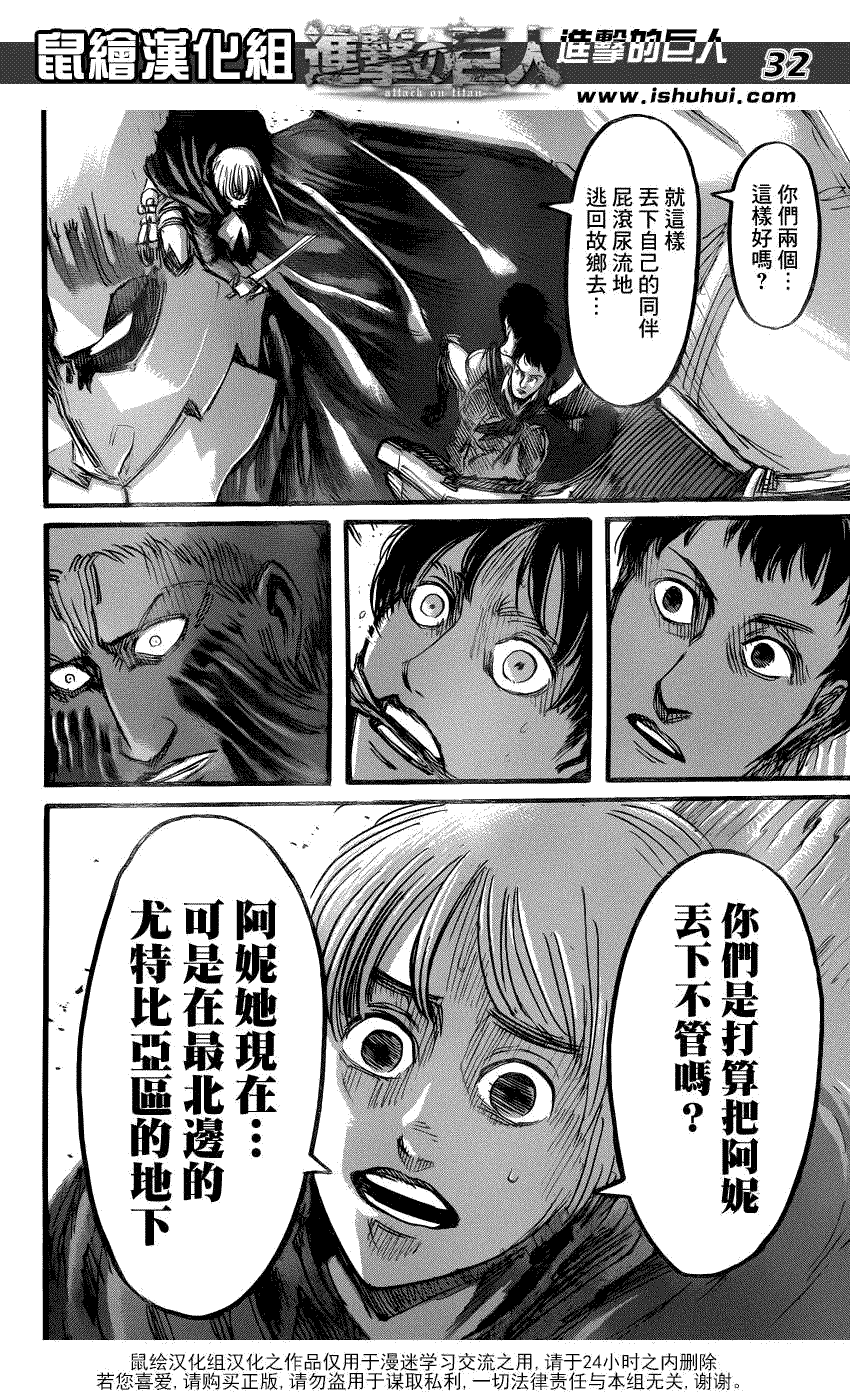 鼠繪漢化組
進撃の巨人
attack on titan
進擊的巨人
32
www.ishuhui.com
你們兩個…
這樣好嗎?
就這樣
丟下自己的同伴
屁滾尿流地
逃回故鄉去…
你們是打算把阿妮
丟下不管嗎?
阿妮她現在…
可是在最北邊的
尤特比亞區的地下
鼠绘汉化组汉化之作品仅用于漫迷学习交流之用,请于24小时之内删除
若您喜爱,请购买正版,请勿盗用于谋取私利,一切法律责任与本组无关,谢谢。